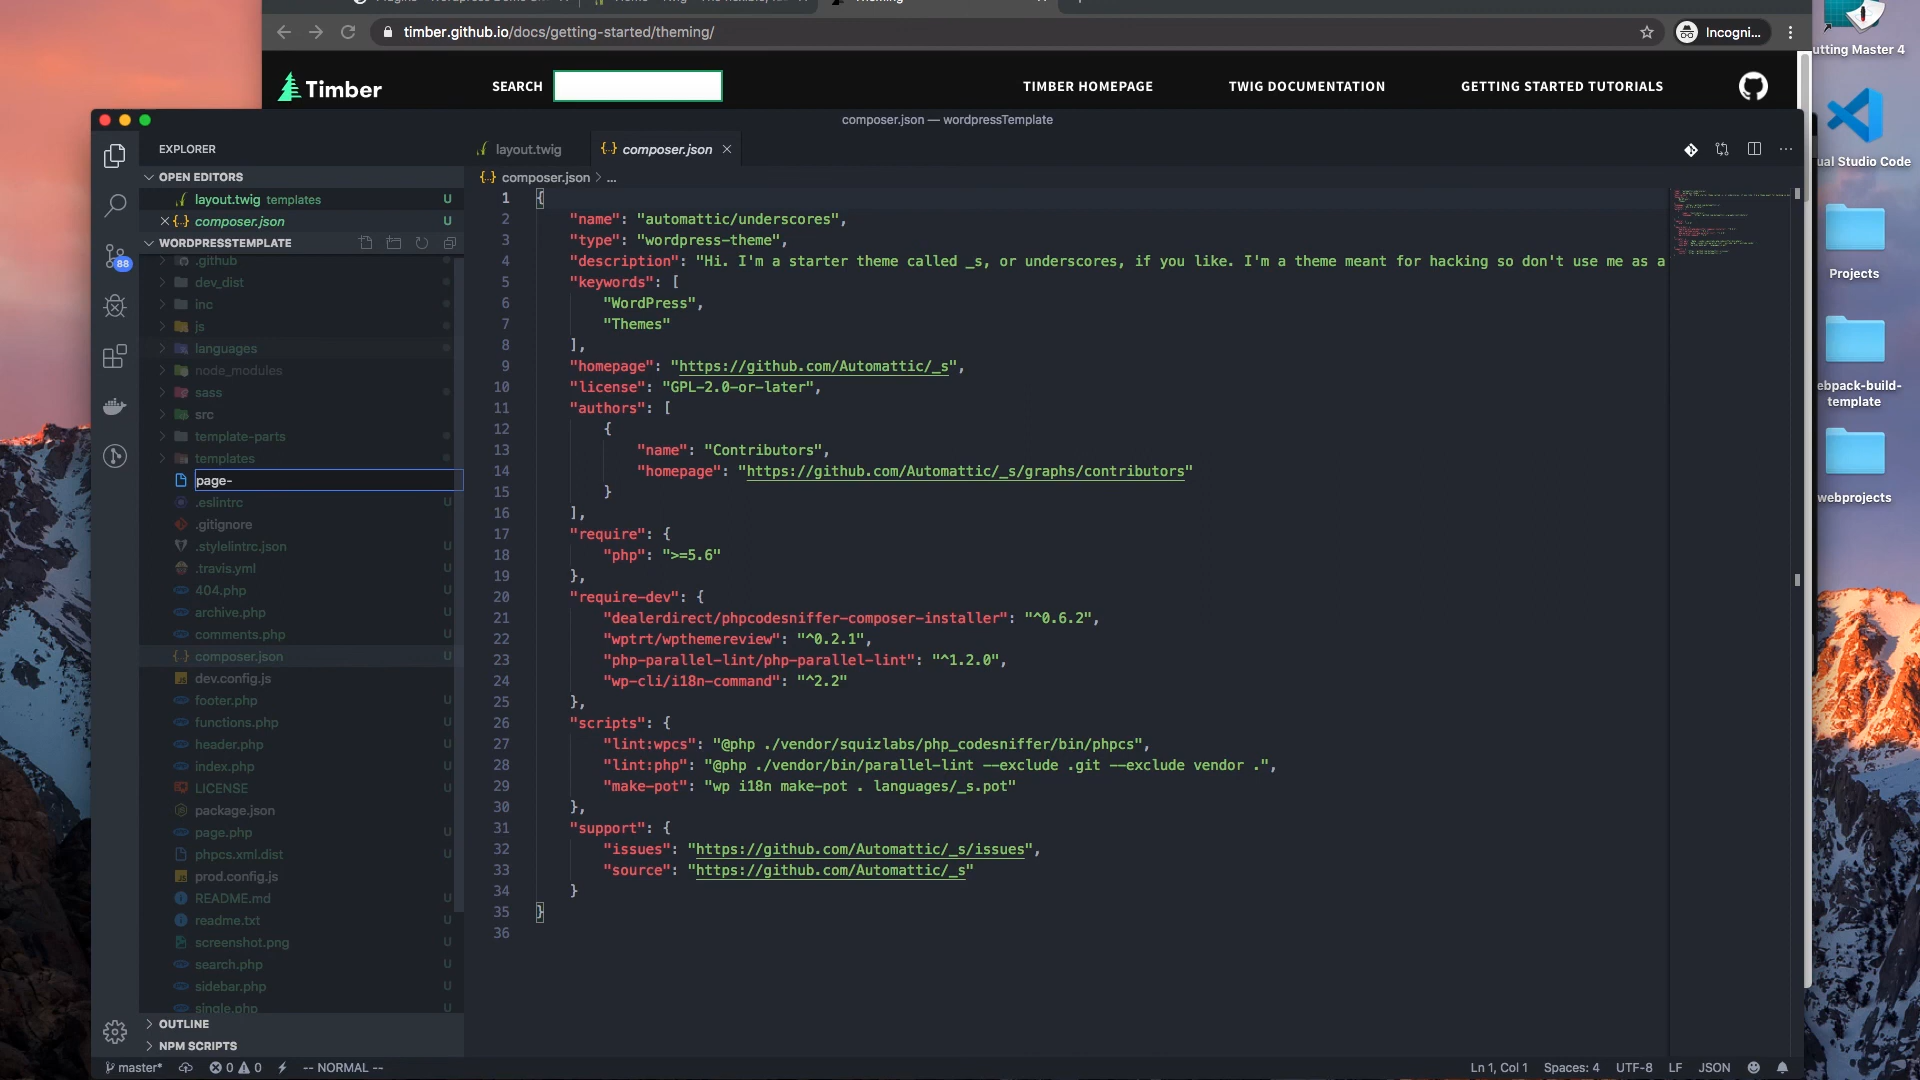 timber.github.io/docs/getting-started/theming/
Incogni...
utting Master 4
Timber
SEARCH
TIMBER HOMEPAGE
TWIG DOCUMENTATION
GETTING STARTED TUTORIALS
composer.json — wordpressTemplate
EXPLORER
layout.twig
composer.json
ual Studio Code
OPEN EDITORS
composer.json > ...
layout.twig templates U
composer.json U
WORDPRESSTEMPLATE
88
.github
dev_dist
inc
js
languages
node_modules
sass
src
template-parts
templates
page-
.eslintrc U
.gitignore
.stylelintrc.json U
.travis.yml U
404.php U
archive.php U
comments.php U
composer.json U
dev.config.js
footer.php U
functions.php U
header.php U
index.php U
LICENSE U
package.json
page.php U
phpcs.xml.dist U
prod.config.js
README.md U
readme.txt U
screenshot.png U
search.php U
sidebar.php U
single.php U
OUTLINE
NPM SCRIPTS
1 {
2 "name": "automattic/underscores",
3 "type": "wordpress-theme",
4 "description": "Hi. I'm a starter theme called _s, or underscores, if you like. I'm a theme meant for hacking so don't use me as a
5 "keywords": [
6 "WordPress",
7 "Themes"
8 ],
9 "homepage": "https://github.com/Automattic/_s",
10 "license": "GPL-2.0-or-later",
11 "authors": [
12 {
13 "name": "Contributors",
14 "homepage": "https://github.com/Automattic/_s/graphs/contributors"
15 }
16 ],
17 "require": {
18 "php": ">=5.6"
19 },
20 "require-dev": {
21 "dealerdirect/phpcodesniffer-composer-installer": "^0.6.2",
22 "wptrt/wpthemereview": "^0.2.1",
23 "php-parallel-lint/php-parallel-lint": "^1.2.0",
24 "wp-cli/i18n-command": "^2.2"
25 },
26 "scripts": {
27 "lint:wpcs": "@php ./vendor/squizlabs/php_codesniffer/bin/phpcs",
28 "lint:php": "@php ./vendor/bin/parallel-lint --exclude .git --exclude vendor .",
29 "make-pot": "wp i18n make-pot . languages/_s.pot"
30 },
31 "support": {
32 "issues": "https://github.com/Automattic/_s/issues",
33 "source": "https://github.com/Automattic/_s"
34 }
35 }
36
Projects
ebpack-build-
template
webprojects
master* 0 0 -- NORMAL -- Ln 1, Col 1 Spaces: 4 UTF-8 LF JSON